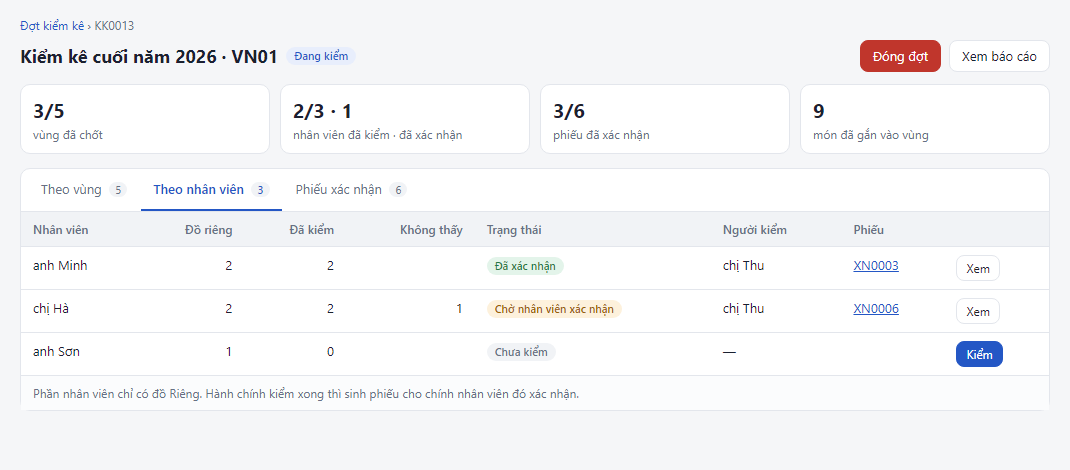 Đợt kiểm kê › KK0013
Kiểm kê cuối năm 2026 · VN01 Đang kiểm Đóng đợt Xem báo cáo
3/5 2/3 · 1 3/6 9
vùng đã chốt nhân viên đã kiểm · đã xác nhận phiếu đã xác nhận món đã gắn vào vùng
Theo vùng 5 Theo nhân viên 3 Phiếu xác nhận 6
Nhân viên Đồ riêng Đã kiểm Không thấy Trạng thái Người kiểm Phiếu
anh Minh 2 2 Đã xác nhận chị Thu XN0003 Xem
chị Hà 2 2 1 Chờ nhân viên xác nhận chị Thu XN0006 Xem
anh Sơn 1 0 Chưa kiểm — Kiểm
Phần nhân viên chỉ có đồ Riêng. Hành chính kiểm xong thì sinh phiếu cho chính nhân viên đó xác nhận.